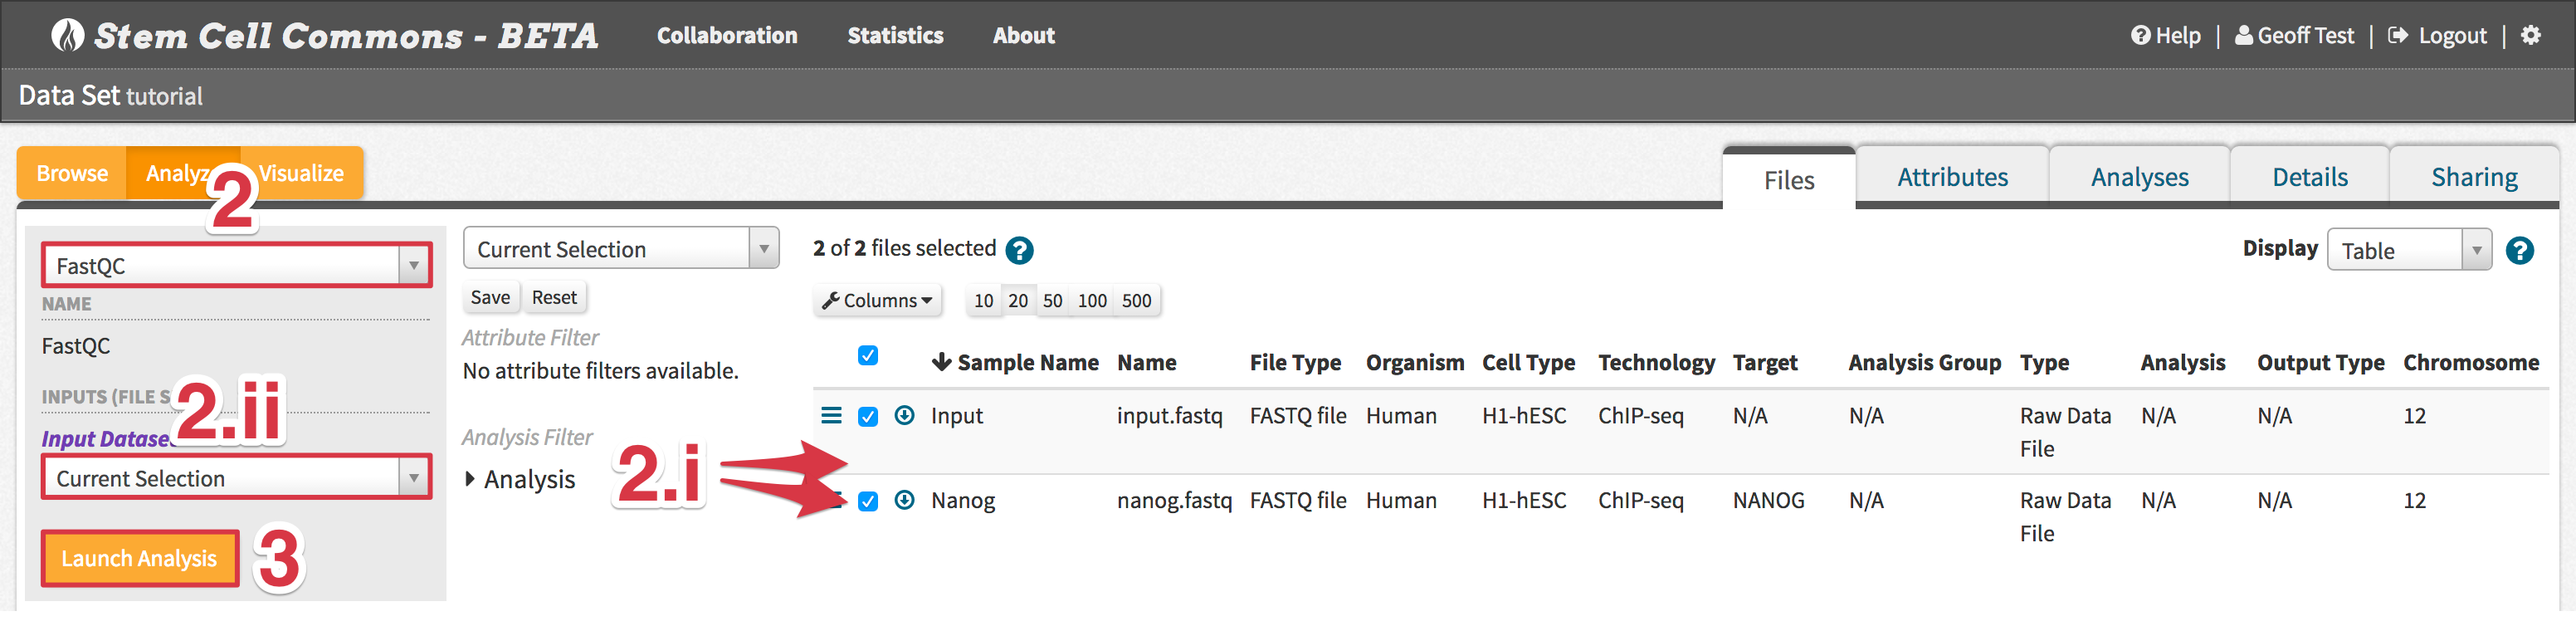 Stem Cell Commons - BETA Collaboration Statistics About Help | Geoff Test | Logout |
Data Set tutorial
Browse Analyz Visualize
2
Files Attributes Analyses Details Sharing
FastQC
NAME
FastQC
INPUTS (FILE S
2.ii
Input Datase
Current Selection
Launch Analysis 3
Current Selection
Save Reset
Attribute Filter
No attribute filters available.
Analysis Filter
Analysis
2.i
2 of 2 files selected ?
Display Table ?
Columns 10 20 50 100 500
Sample Name Name File Type Organism Cell Type Technology Target Analysis Group Type Analysis Output Type Chromosome
Input input.fastq FASTQ file Human H1-hESC ChIP-seq N/A N/A Raw Data N/A N/A 12
File
Nanog nanog.fastq FASTQ file Human H1-hESC ChIP-seq NANOG N/A Raw Data N/A N/A 12
File